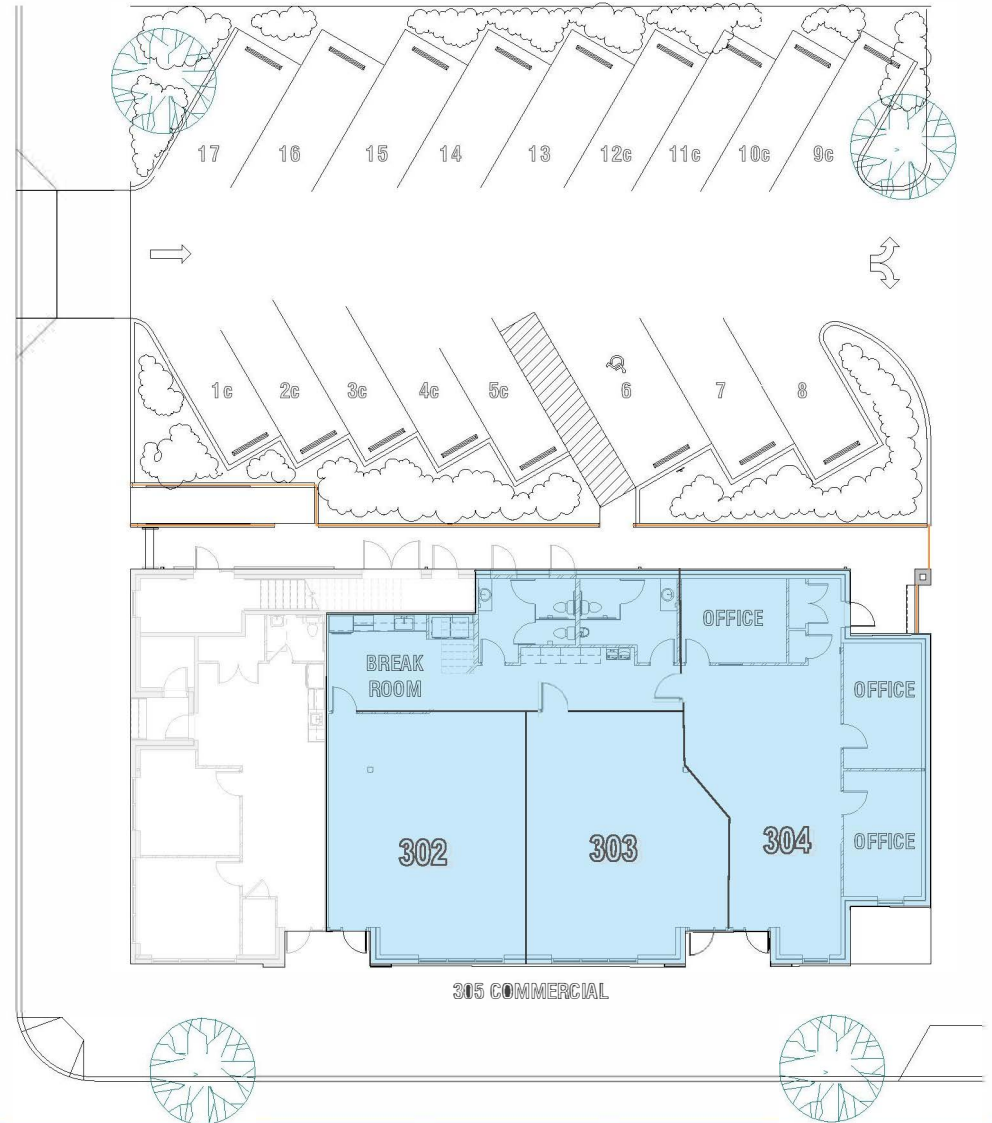 17 16 15 14 13 12c 11c 10c 9c
1c 2c 3c 4c 5c 6 7 8
OFFICE
BREAK
ROOM
OFFICE
302 303 304 OFFICE
305 COMMERCIAL